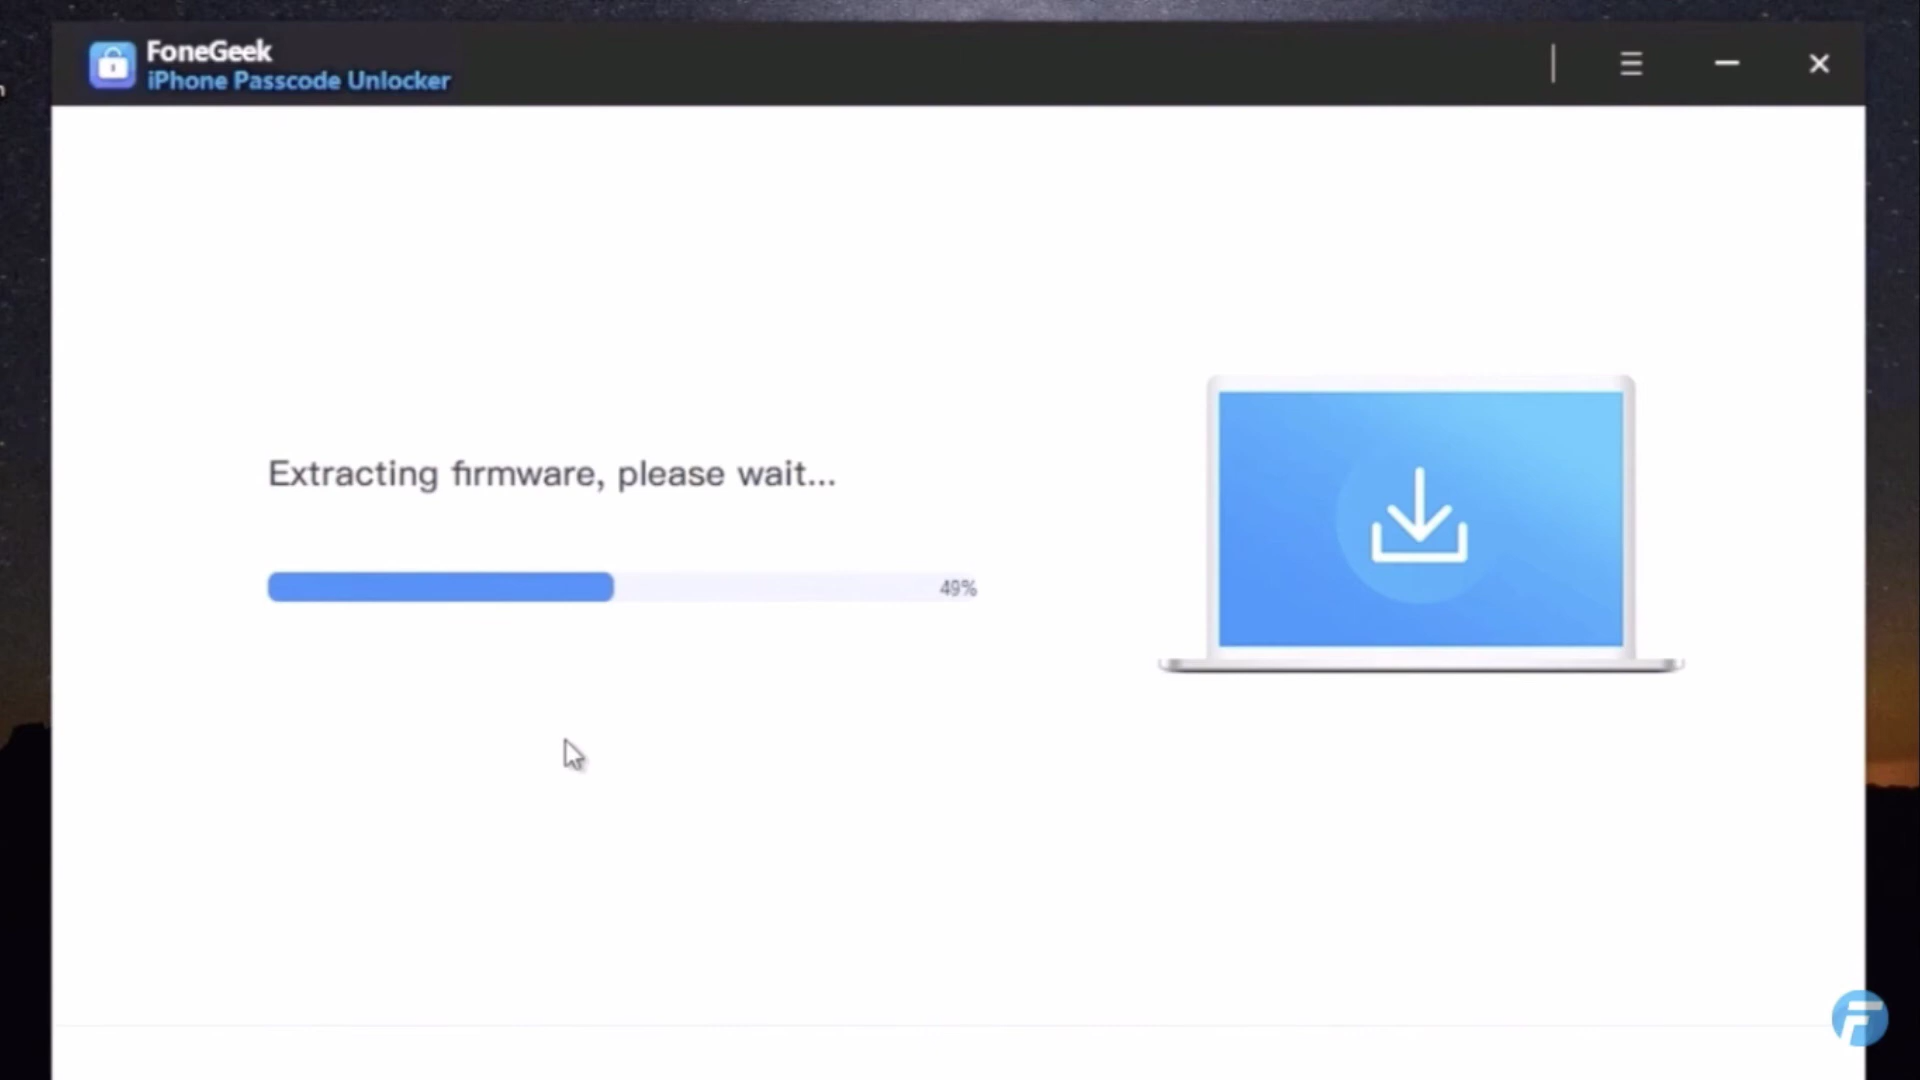 FoneGeek
iPhone Passcode Unlocker
Extracting firmware, please wait...
49%